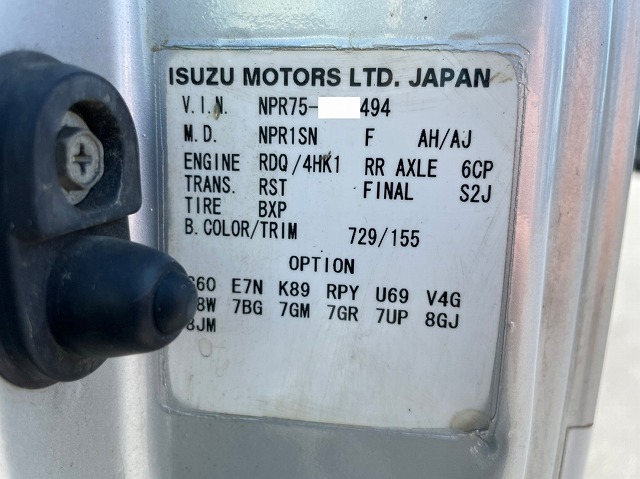 ISUZU MOTORS LTD. JAPAN
V.I.N. NPR75- 494
M.D. NPR1SN F AH/AJ
ENGINE RDQ/4HK1 RR AXLE 6CP
TRANS. RST FINAL S2J
TIRE BXP
B.COLOR/TRIM 729/155
OPTION
E7N K89 RPY U69 V4G
7BG 7GM 7GR 7UP 8GJ